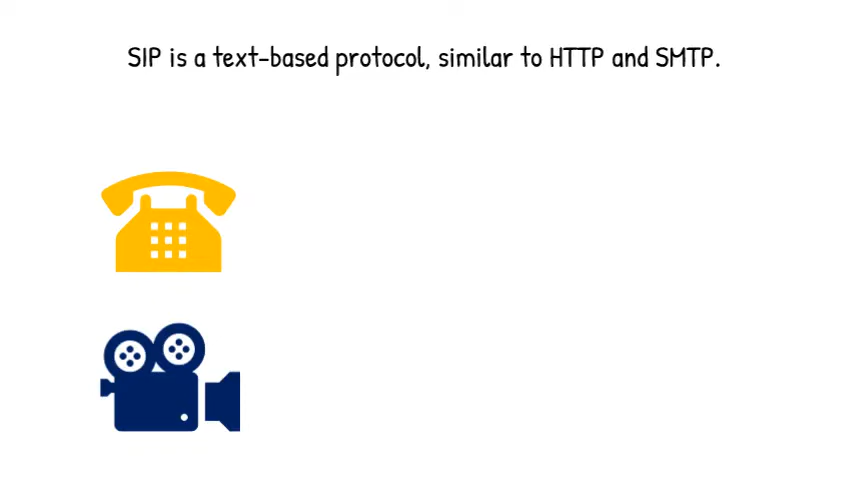 SIP is a text-based protocol, similar to HTTP and SMTP.